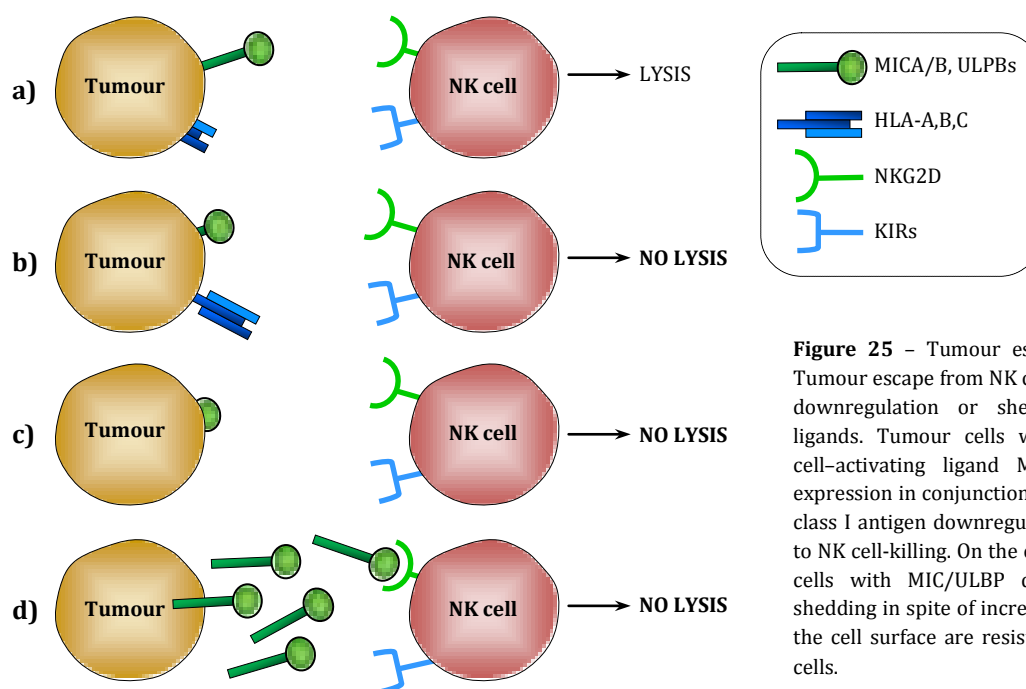 a)
Tumour
NK cell
LYSIS
b)
Tumour
NK cell
NO LYSIS
c)
Tumour
NK cell
NO LYSIS
d)
Tumour
NK cell
NO LYSIS
MICA/B, ULPBs
HLA-A,B,C
NKG2D
KIRs
Figure 25 – Tumour es
Tumour escape from NK c
downregulation or she
ligands. Tumour cells w
cell–activating ligand M
expression in conjunction
class I antigen downregu
to NK cell-killing. On the
cells with MIC/ULBP
shedding in spite of incre
the cell surface are resis
cells.